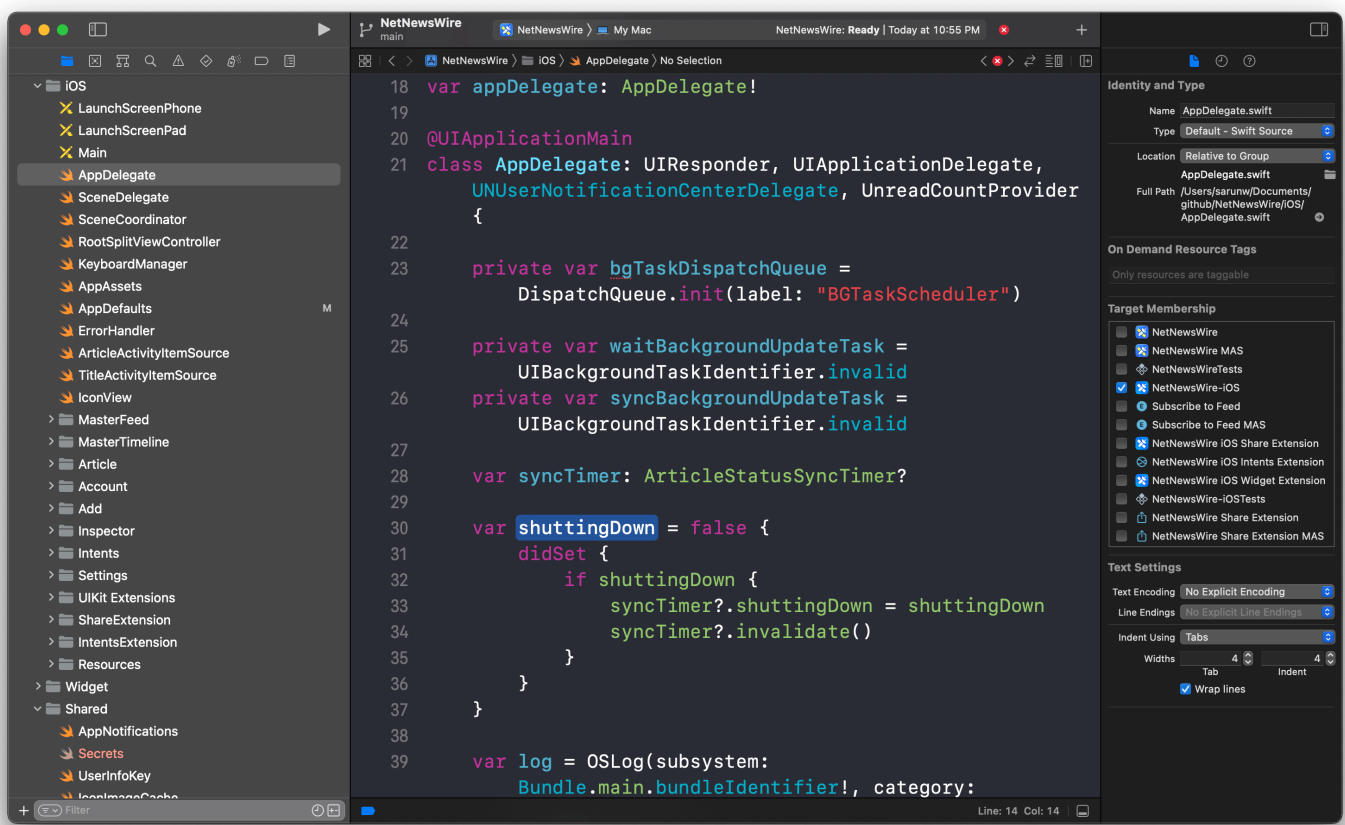 NetNewsWire
main
NetNewsWire 〉 My Mac
NetNewsWire: Ready | Today at 10:55 PM
NetNewsWire 〉 iOS 〉 AppDelegate 〉 No Selection
iOS
LaunchScreenPhone
LaunchScreenPad
Main
AppDelegate
SceneDelegate
SceneCoordinator
RootSplitViewController
KeyboardManager
AppAssets
AppDefaults M
ErrorHandler
ArticleActivityItemSource
TitleActivityItemSource
IconView
MasterFeed
MasterTimeline
Article
Account
Add
Inspector
Intents
Settings
UIKit Extensions
ShareExtension
IntentsExtension
Resources
Widget
Shared
AppNotifications
Secrets
UserInfoKey
IconImageCache
Filter
18 var appDelegate: AppDelegate!
19
20 @UIApplicationMain
21 class AppDelegate: UIResponder, UIApplicationDelegate,
UNUserNotificationCenterDelegate, UnreadCountProvider
{
22
23 private var bgTaskDispatchQueue =
DispatchQueue.init(label: "BGTaskScheduler")
24
25 private var waitBackgroundUpdateTask =
UIBackgroundTaskIdentifier.invalid
26 private var syncBackgroundUpdateTask =
UIBackgroundTaskIdentifier.invalid
27
28 var syncTimer: ArticleStatusSyncTimer?
29
30 var shuttingDown = false {
31 didSet {
32 if shuttingDown {
33 syncTimer?.shuttingDown = shuttingDown
34 syncTimer?.invalidate()
35 }
36 }
37 }
38
39 var log = OSLog(subsystem:
Bundle.main.bundleIdentifier!, category:
Line: 14 Col: 14
Identity and Type
Name AppDelegate.swift
Type Default - Swift Source
Location Relative to Group
AppDelegate.swift
Full Path /Users/sarunw/Documents/
github/NetNewsWire/iOS/
AppDelegate.swift
On Demand Resource Tags
Only resources are taggable
Target Membership
NetNewsWire
NetNewsWire MAS
NetNewsWireTests
NetNewsWire-iOS
Subscribe to Feed
Subscribe to Feed MAS
NetNewsWire iOS Share Extension
NetNewsWire iOS Intents Extension
NetNewsWire iOS Widget Extension
NetNewsWire-iOSTests
NetNewsWire Share Extension
NetNewsWire Share Extension MAS
Text Settings
Text Encoding No Explicit Encoding
Line Endings No Explicit Line Endings
Indent Using Tabs
Widths 4 4
Tab Indent
Wrap lines